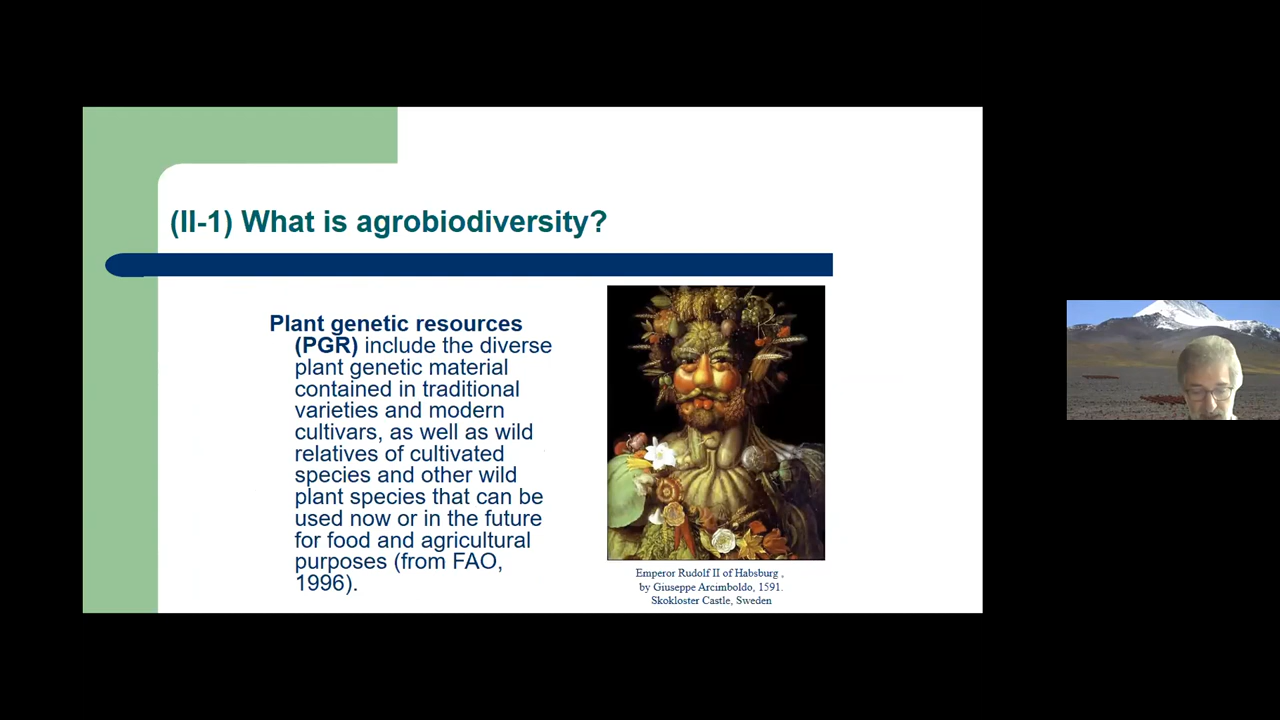 (II-1) What is agrobiodiversity?
Plant genetic resources
(PGR) include the diverse
plant genetic material
contained in traditional
varieties and modern
cultivars, as well as wild
relatives of cultivated
species and other wild
plant species that can be
used now or in the future
for food and agricultural
purposes (from FAO,
1996).
Emperor Rudolf II of Habsburg ,
by Giuseppe Arcimboldo, 1591.
Skokloster Castle, Sweden